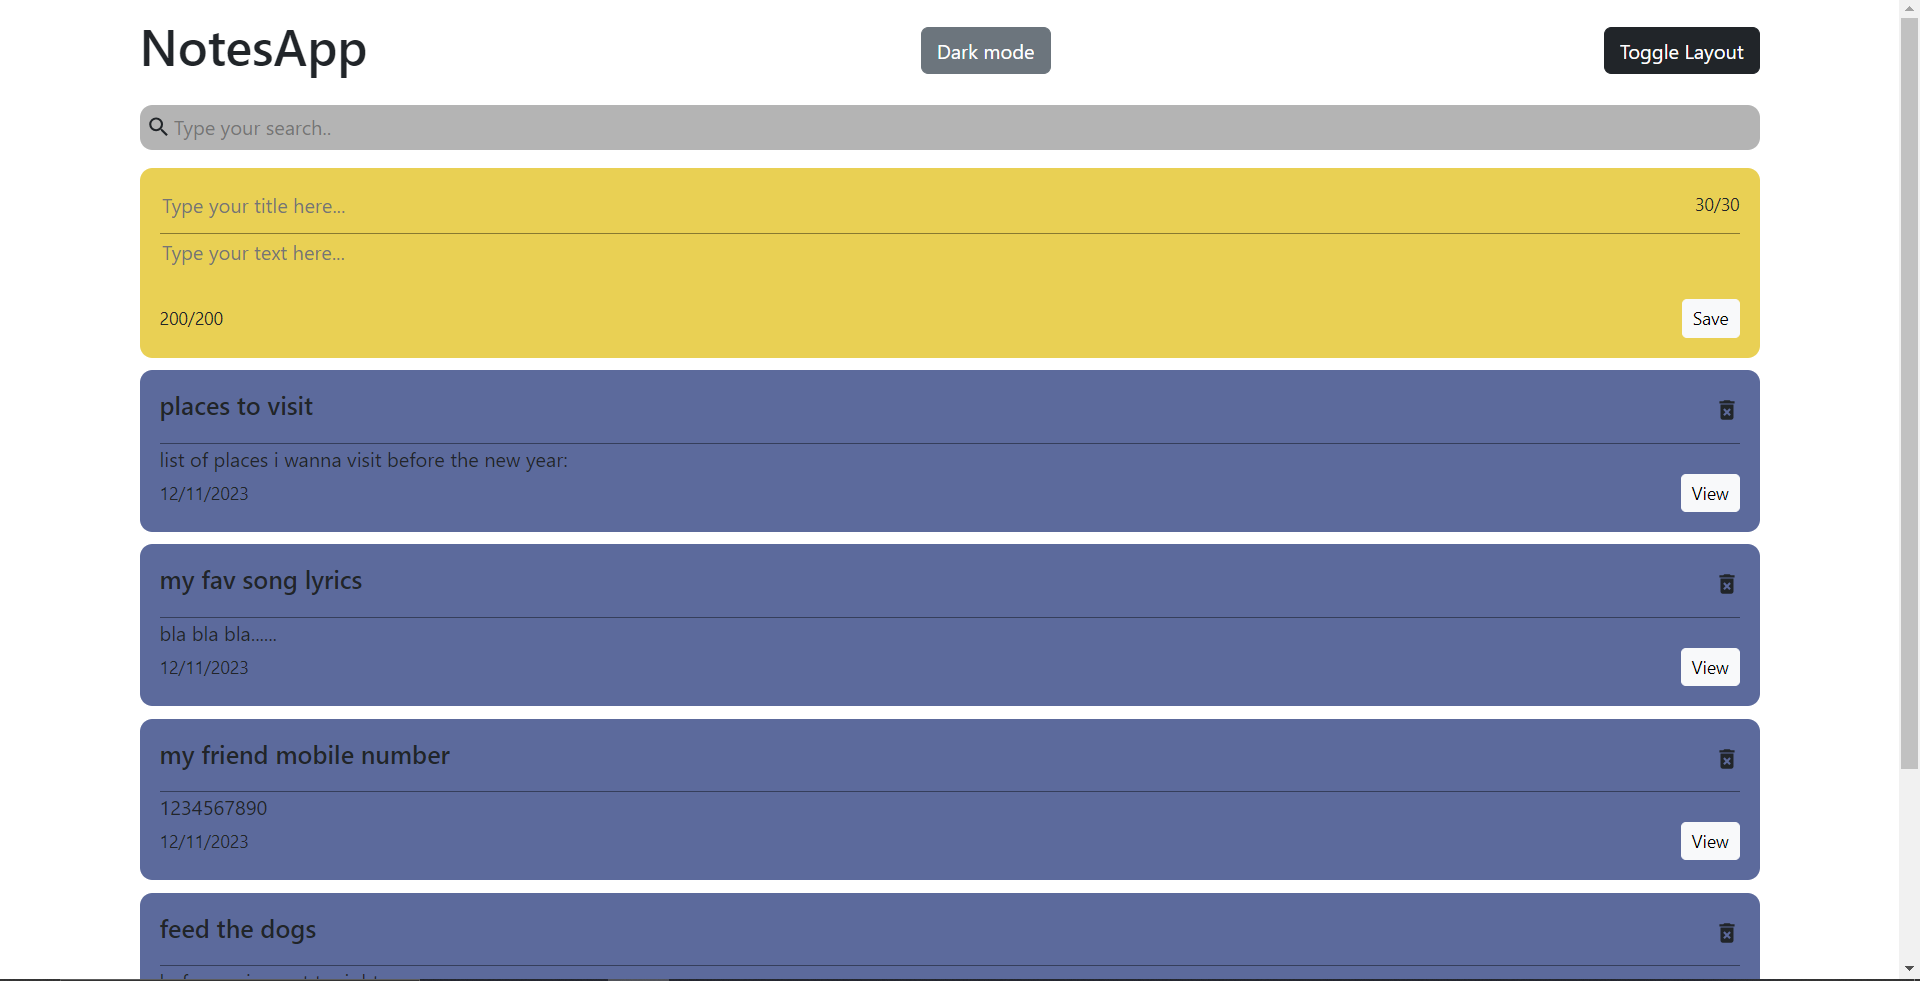 NotesApp
Dark mode
Toggle Layout
Type your search..
Type your title here...
30/30
Type your text here...
200/200
Save
places to visit
list of places i wanna visit before the new year:
12/11/2023
View
my fav song lyrics
bla bla bla......
12/11/2023
View
my friend mobile number
1234567890
12/11/2023
View
feed the dogs